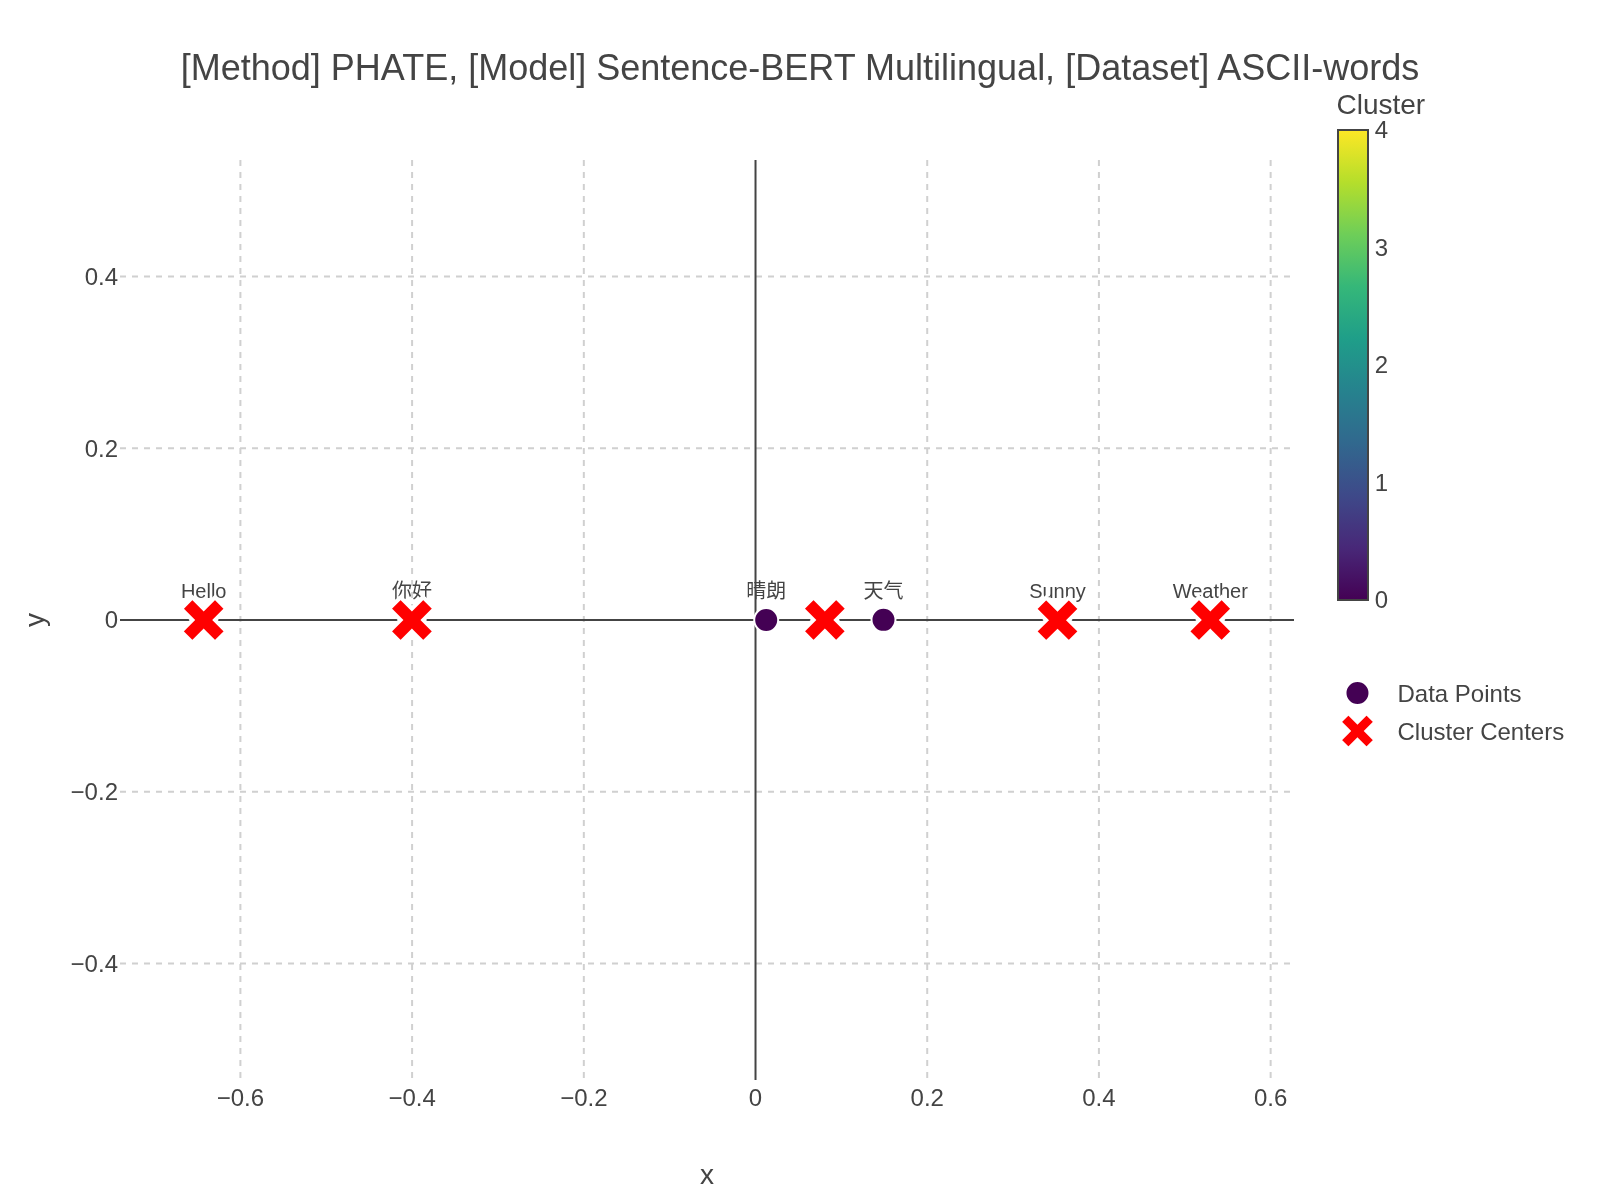 [Method] PHATE, [Model] Sentence-BERT Multilingual, [Dataset] ASCII-words
Cluster
4
3
2
1
0
0.4
0.2
0
−0.2
−0.4
y
Hello
你好
晴朗
天气
Sunny
Weather
Data Points
Cluster Centers
−0.6
−0.4
−0.2
0
0.2
0.4
0.6
x